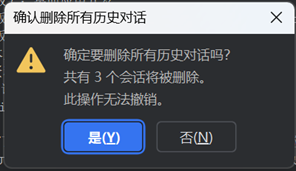 确认删除所有历史对话
确定要删除所有历史对话吗?
共有 3 个会话将被删除。
此操作无法撤销。
是(Y)
否(N)